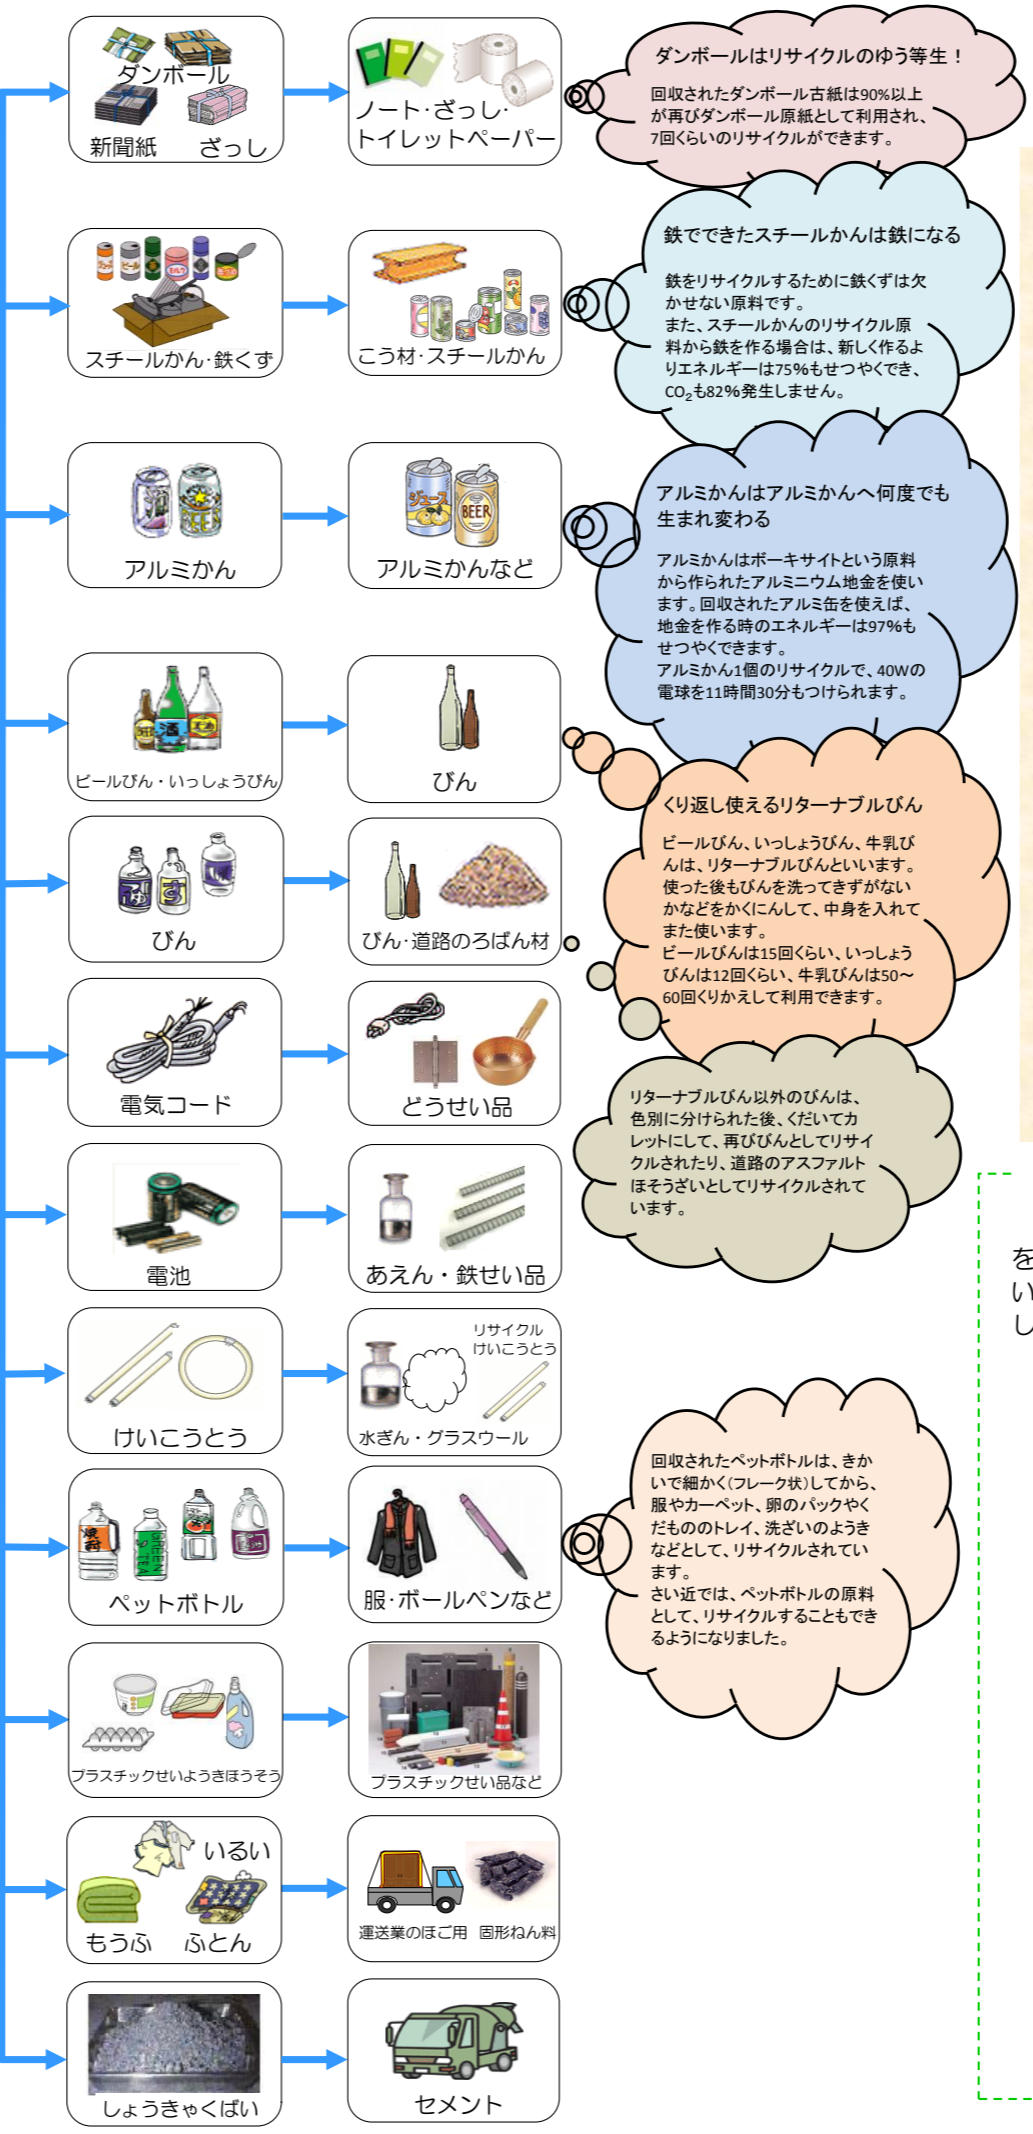 ダンボール
新聞紙 ざっし
ノート・ざっし・
トイレットペーパー
ダンボールはリサイクルのゆう等生！
回収されたダンボール古紙は90%以上
が再びダンボール原紙として利用され、
7回くらいのリサイクルができます。
スチールかん・鉄くず
こう材・スチールかん
鉄でできたスチールかんは鉄になる
鉄をリサイクルするために鉄くずは欠
かせない原料です。
また、スチールかんのリサイクル原
料から鉄を作る場合は、新しく作るよ
りエネルギーは75%もせつやくでき、
CO₂も82%発生しません。
アルミかん
ジュース
BEER
アルミかんなど
アルミかんはアルミかんへ何度でも
生まれ変わる
アルミかんはボーキサイトという原料
から作られたアルミニウム地金を使い
ます。回収されたアルミ缶を使えば、
地金を作る時のエネルギーは97%も
せつやくできます。
アルミかん1個のリサイクルで、40Wの
電球を11時間30分もつけられます。
酒
ビールびん・いっしょうびん
びん
くり返し使えるリターナブルびん
ビールびん、いっしょうびん、牛乳び
んは、リターナブルびんといいます。
使った後もびんを洗ってきずがない
かなどをかくにんして、中身を入れて
また使います。
ビールびんは15回くらい、いっしょう
びんは12回くらい、牛乳びんは50～
60回くりかえして利用できます。
つゆ す
びん
びん・道路のろばん材
電気コード
どうせい品
リターナブルびん以外のびんは、
色別に分けられた後、くだいてカ
レットにして、再びびんとしてリサイ
クルされたり、道路のアスファルト
ほそうざいとしてリサイクルされて
います。
電池
あえん・鉄せい品
を
い
し
けいこうとう
リサイクル
けいこうとう
水ぎん・グラスウール
焼酎
GREEN TEA
ペットボトル
服・ボールペンなど
回収されたペットボトルは、きか
いで細かく(フレーク状)してから、
服やカーペット、卵のパックやく
だもののトレイ、洗ざいのようき
などとして、リサイクルされてい
ます。
さい近では、ペットボトルの原料
として、リサイクルすることもでき
るようになりました。
プラスチックせいようきほうそう
プラスチックせい品など
いるい
もうふ ふとん
運送業のほご用 固形ねん料
しょうきゃくばい
セメント